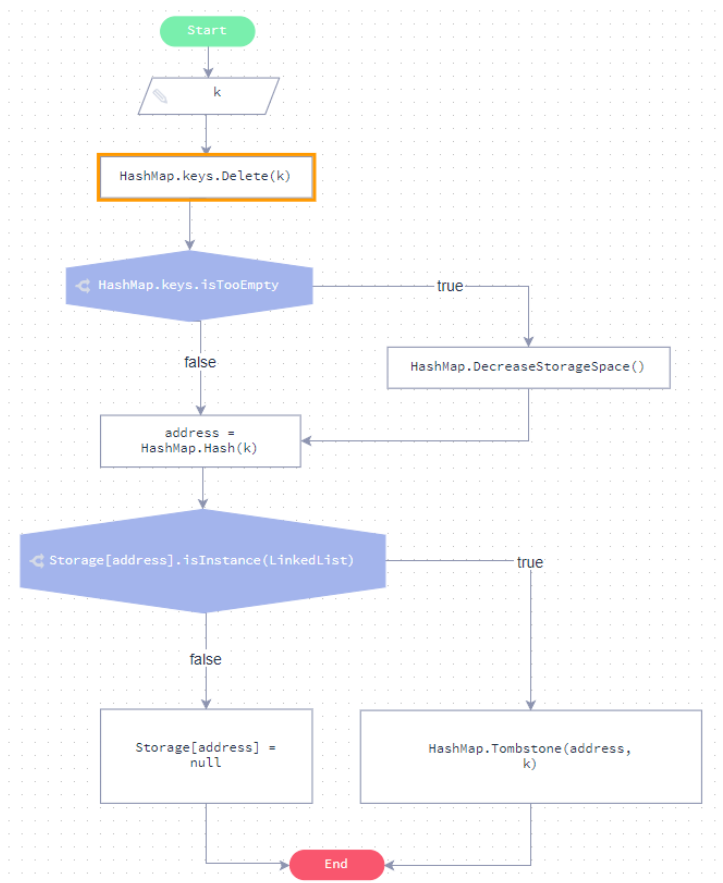 Start
k
HashMap.keys.Delete(k)
HashMap.keys.isTooEmpty
true
false
HashMap.DecreaseStorageSpace()
address =
HashMap.Hash(k)
Storage[address].isInstance(LinkedList)
true
false
Storage[address] =
null
HashMap.Tombstone(address,
k)
End